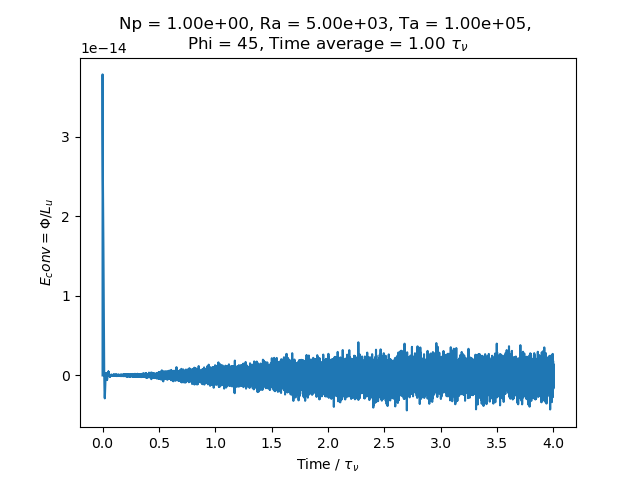 Np = 1.00e+00, Ra = 5.00e+03, Ta = 1.00e+05,
Phi = 45, Time average = 1.00 τν
1e−14
3
2
1
0
E_conv = Φ/L_u
0.0 0.5 1.0 1.5 2.0 2.5 3.0 3.5 4.0
Time / τν